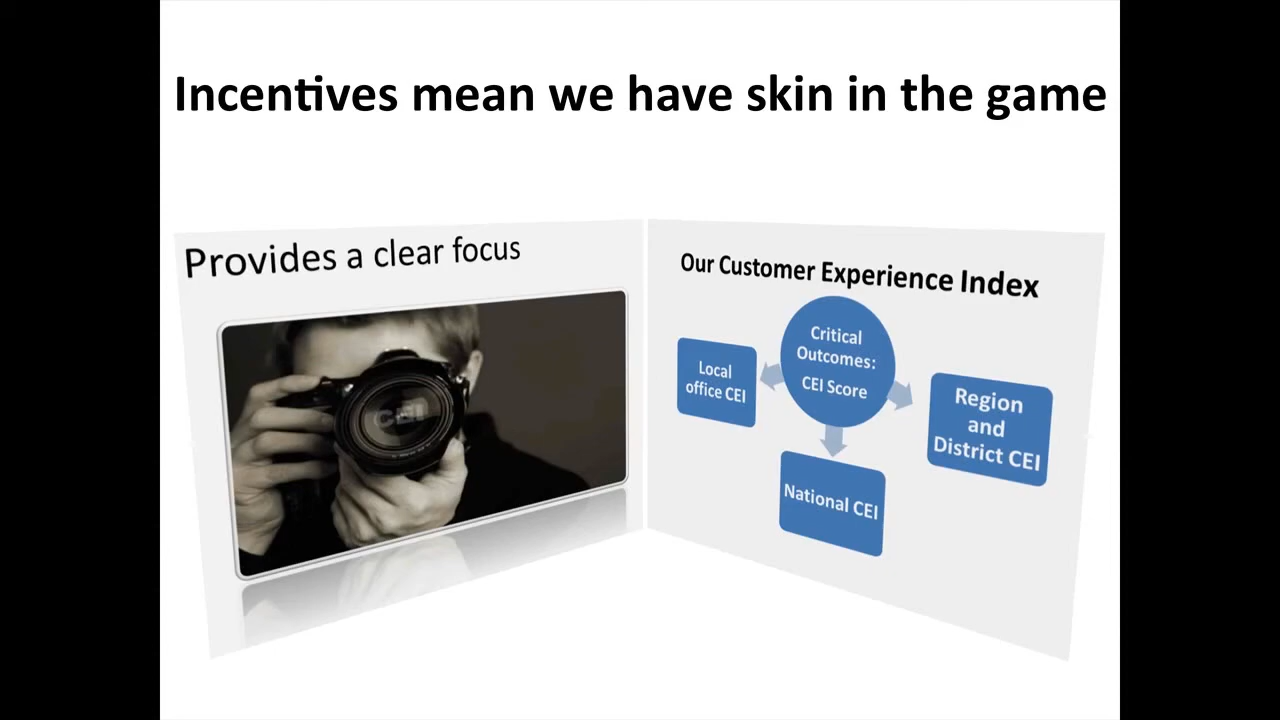 Incentives mean we have skin in the game
Provides a clear focus
CEI
Our Customer Experience Index
Critical
Outcomes:
CEI Score
Local
office CEI
Region
and
District CEI
National CEI